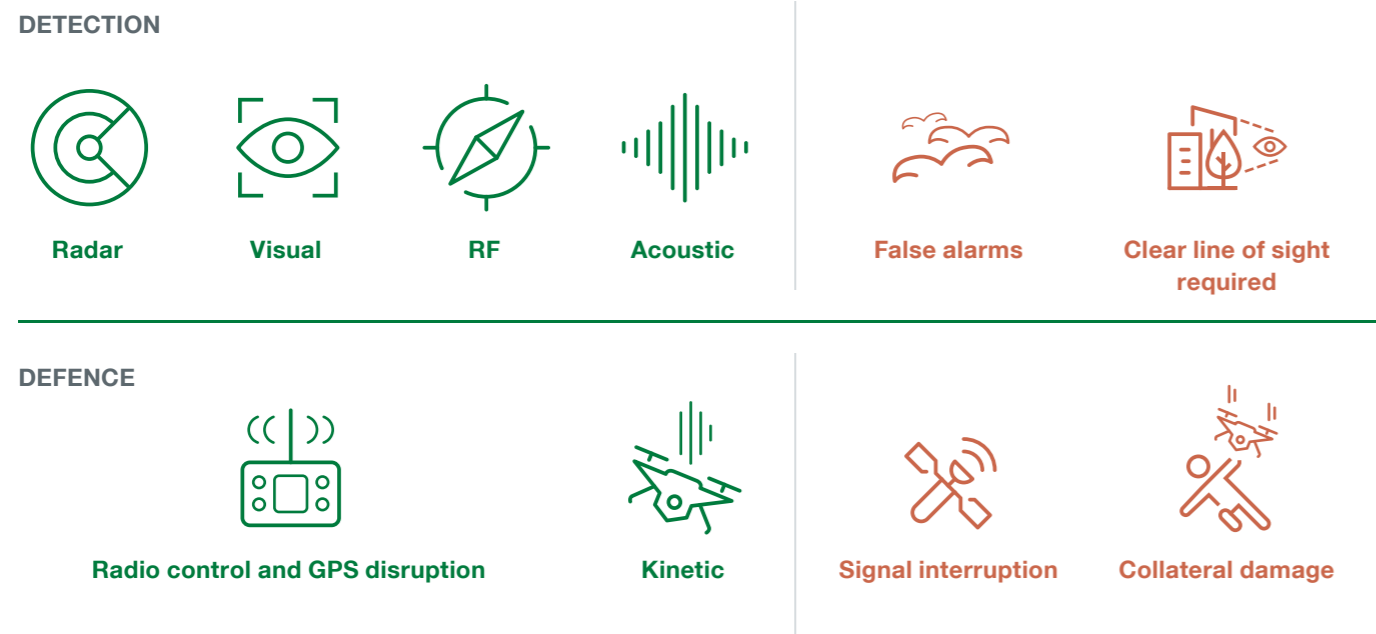 DETECTION
Radar
Visual
RF
Acoustic
False alarms
Clear line of sight
required
DEFENCE
Radio control and GPS disruption
Kinetic
Signal interruption
Collateral damage